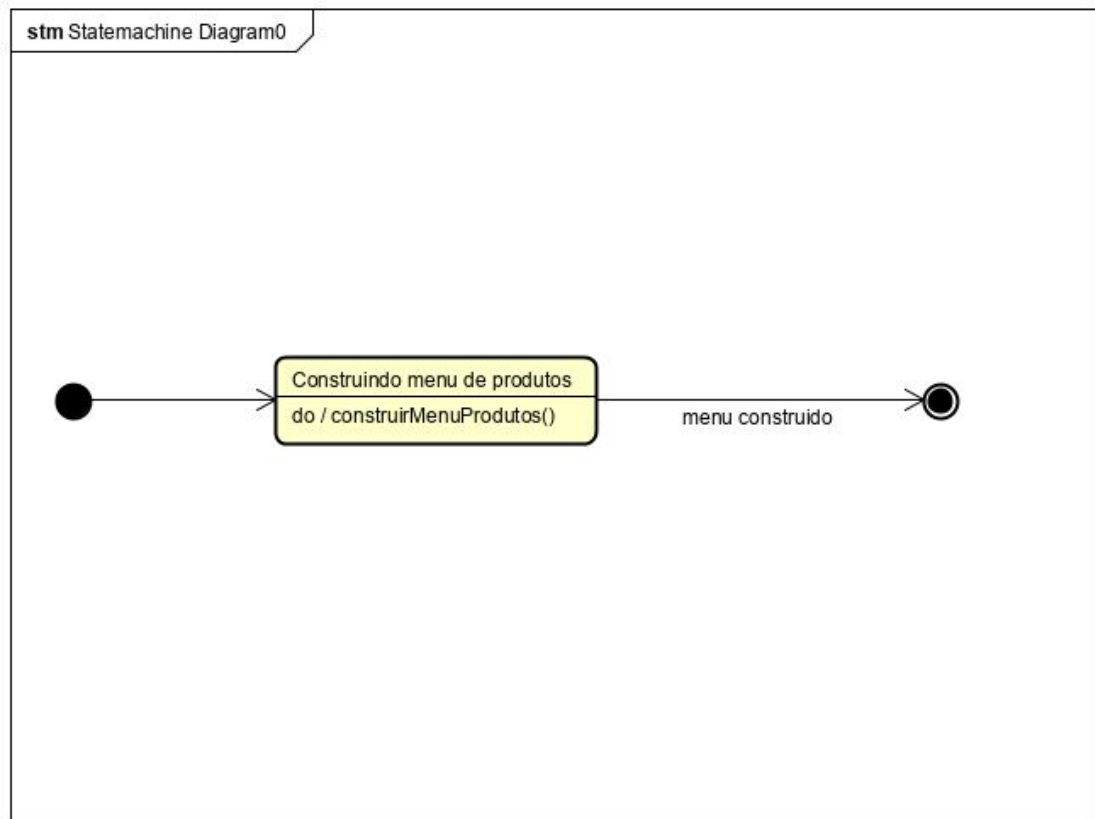 stm Statemachine Diagram0
Construindo menu de produtos
do / construirMenuProdutos()
menu construido